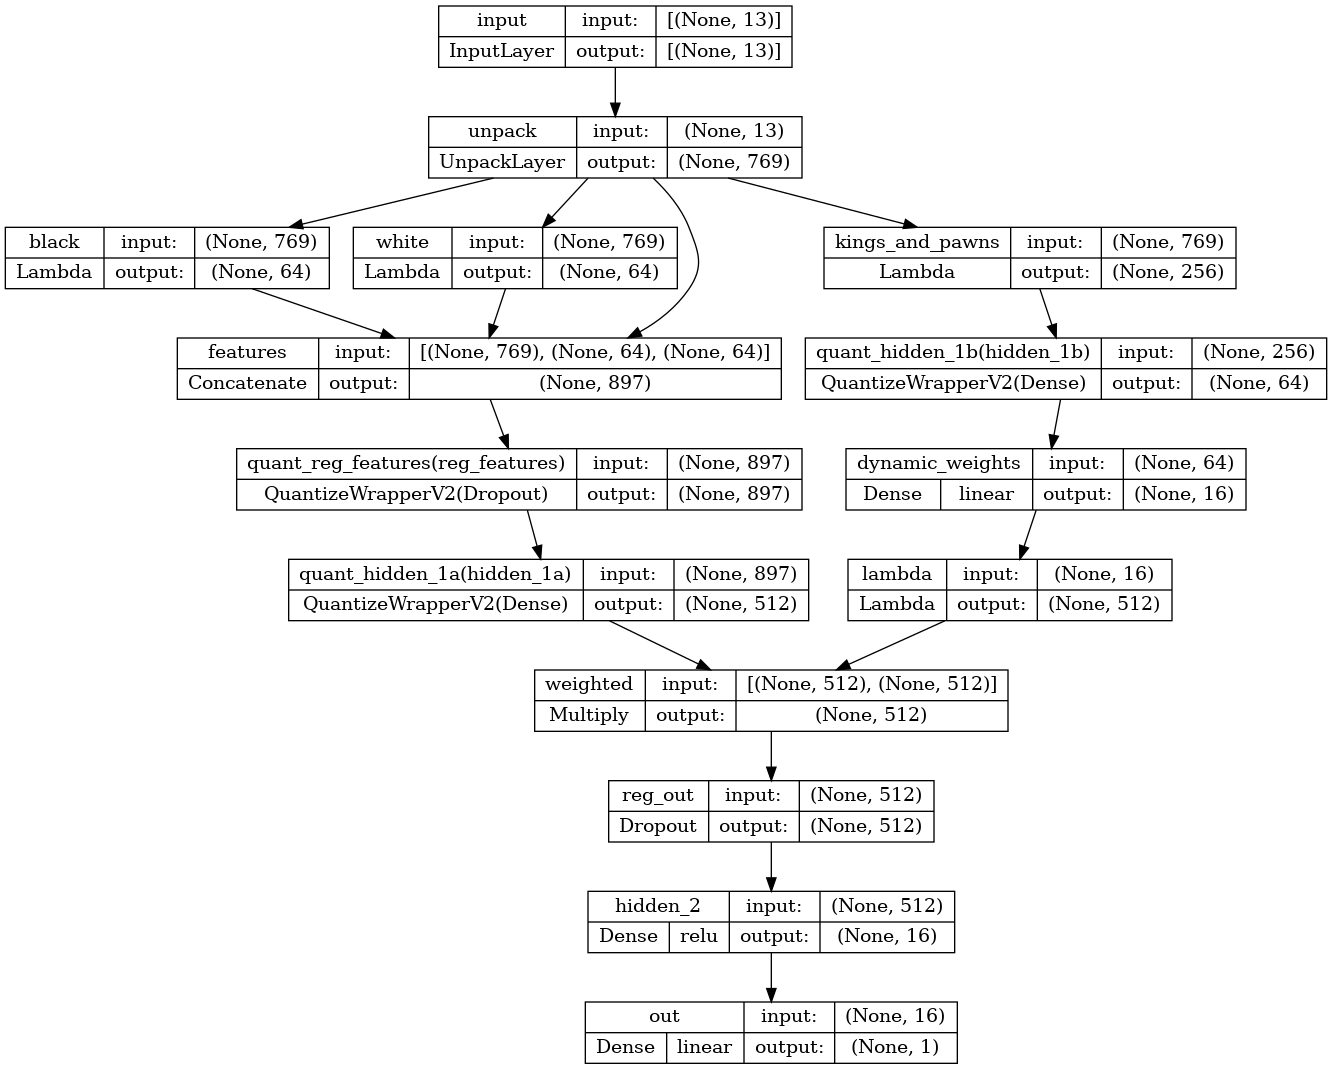 input input: [(None, 13)]
InputLayer output: [(None, 13)]
unpack input: (None, 13)
UnpackLayer output: (None, 769)
black input: (None, 769)
Lambda output: (None, 64)
white input: (None, 769)
Lambda output: (None, 64)
kings_and_pawns input: (None, 769)
Lambda output: (None, 256)
features input: [(None, 769), (None, 64), (None, 64)]
Concatenate output: (None, 897)
quant_hidden_1b(hidden_1b) input: (None, 256)
QuantizeWrapperV2(Dense) output: (None, 64)
quant_reg_features(reg_features) input: (None, 897)
QuantizeWrapperV2(Dropout) output: (None, 897)
dynamic_weights input: (None, 64)
Dense linear output: (None, 16)
quant_hidden_1a(hidden_1a) input: (None, 897)
QuantizeWrapperV2(Dense) output: (None, 512)
lambda input: (None, 16)
Lambda output: (None, 512)
weighted input: [(None, 512), (None, 512)]
Multiply output: (None, 512)
reg_out input: (None, 512)
Dropout output: (None, 512)
hidden_2 input: (None, 512)
Dense relu output: (None, 16)
out input: (None, 16)
Dense linear output: (None, 1)